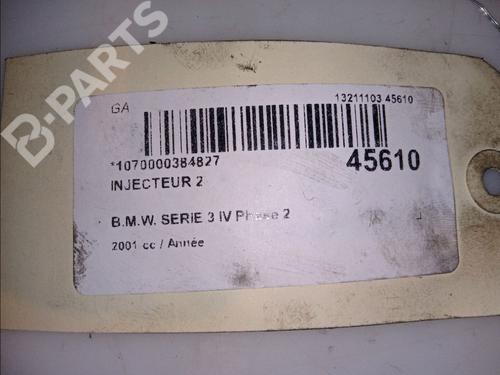 B-PARTS
GA
13211103 45610
*1070000384827
45610
INJECTEUR 2
B.M.W. SERIE 3 IV Phase 2
2001 cc / Année